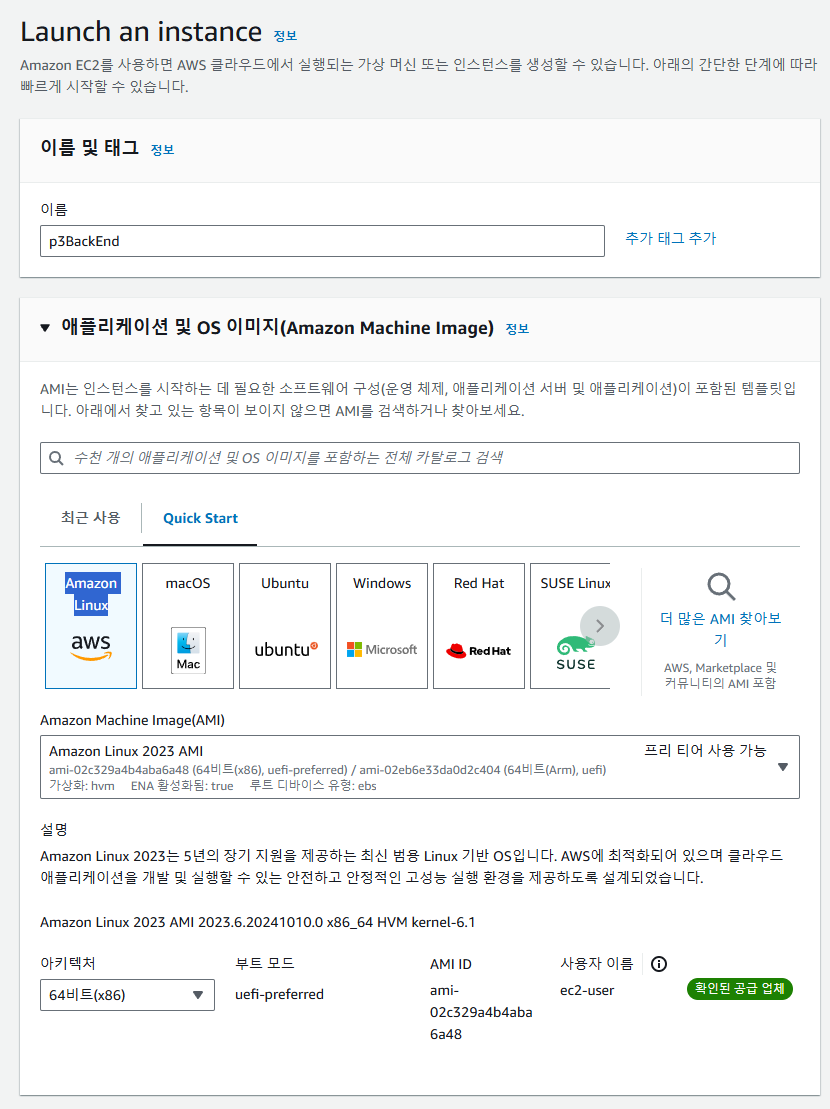 Launch an instance 정보
Amazon EC2를 사용하면 AWS 클라우드에서 실행되는 가상 머신 또는 인스턴스를 생성할 수 있습니다. 아래의 간단한 단계에 따라
빠르게 시작할 수 있습니다.
이름 및 태그 정보
이름
p3BackEnd
추가 태그 추가
애플리케이션 및 OS 이미지(Amazon Machine Image) 정보
AMI는 인스턴스를 시작하는 데 필요한 소프트웨어 구성(운영 체제, 애플리케이션 서버 및 애플리케이션)이 포함된 템플릿입
니다. 아래에서 찾고 있는 항목이 보이지 않으면 AMI를 검색하거나 찾아보세요.
수천 개의 애플리케이션 및 OS 이미지를 포함하는 전체 카탈로그 검색
최근 사용
Quick Start
Amazon
Linux
aws
macOS
Mac
Ubuntu
ubuntu
Windows
Microsoft
Red Hat
Red Hat
SUSE Linux
SUSE
더 많은 AMI 찾아보
기
AWS, Marketplace 및
커뮤니티의 AMI 포함
Amazon Machine Image(AMI)
Amazon Linux 2023 AMI
프리 티어 사용 가능
ami-02c329a4b4aba6a48 (64비트(x86), uefi-preferred) / ami-02eb6e33da0d2c404 (64비트(Arm), uefi)
가상화: hvm ENA 활성화됨: true 루트 디바이스 유형: ebs
설명
Amazon Linux 2023는 5년의 장기 지원을 제공하는 최신 범용 Linux 기반 OS입니다. AWS에 최적화되어 있으며 클라우드
애플리케이션을 개발 및 실행할 수 있는 안전하고 안정적인 고성능 실행 환경을 제공하도록 설계되었습니다.
Amazon Linux 2023 AMI 2023.6.20241010.0 x86_64 HVM kernel-6.1
아키텍처
64비트(x86)
부트 모드
uefi-preferred
AMI ID
ami-
02c329a4b4aba
6a48
사용자 이름
ec2-user
확인된 공급 업체